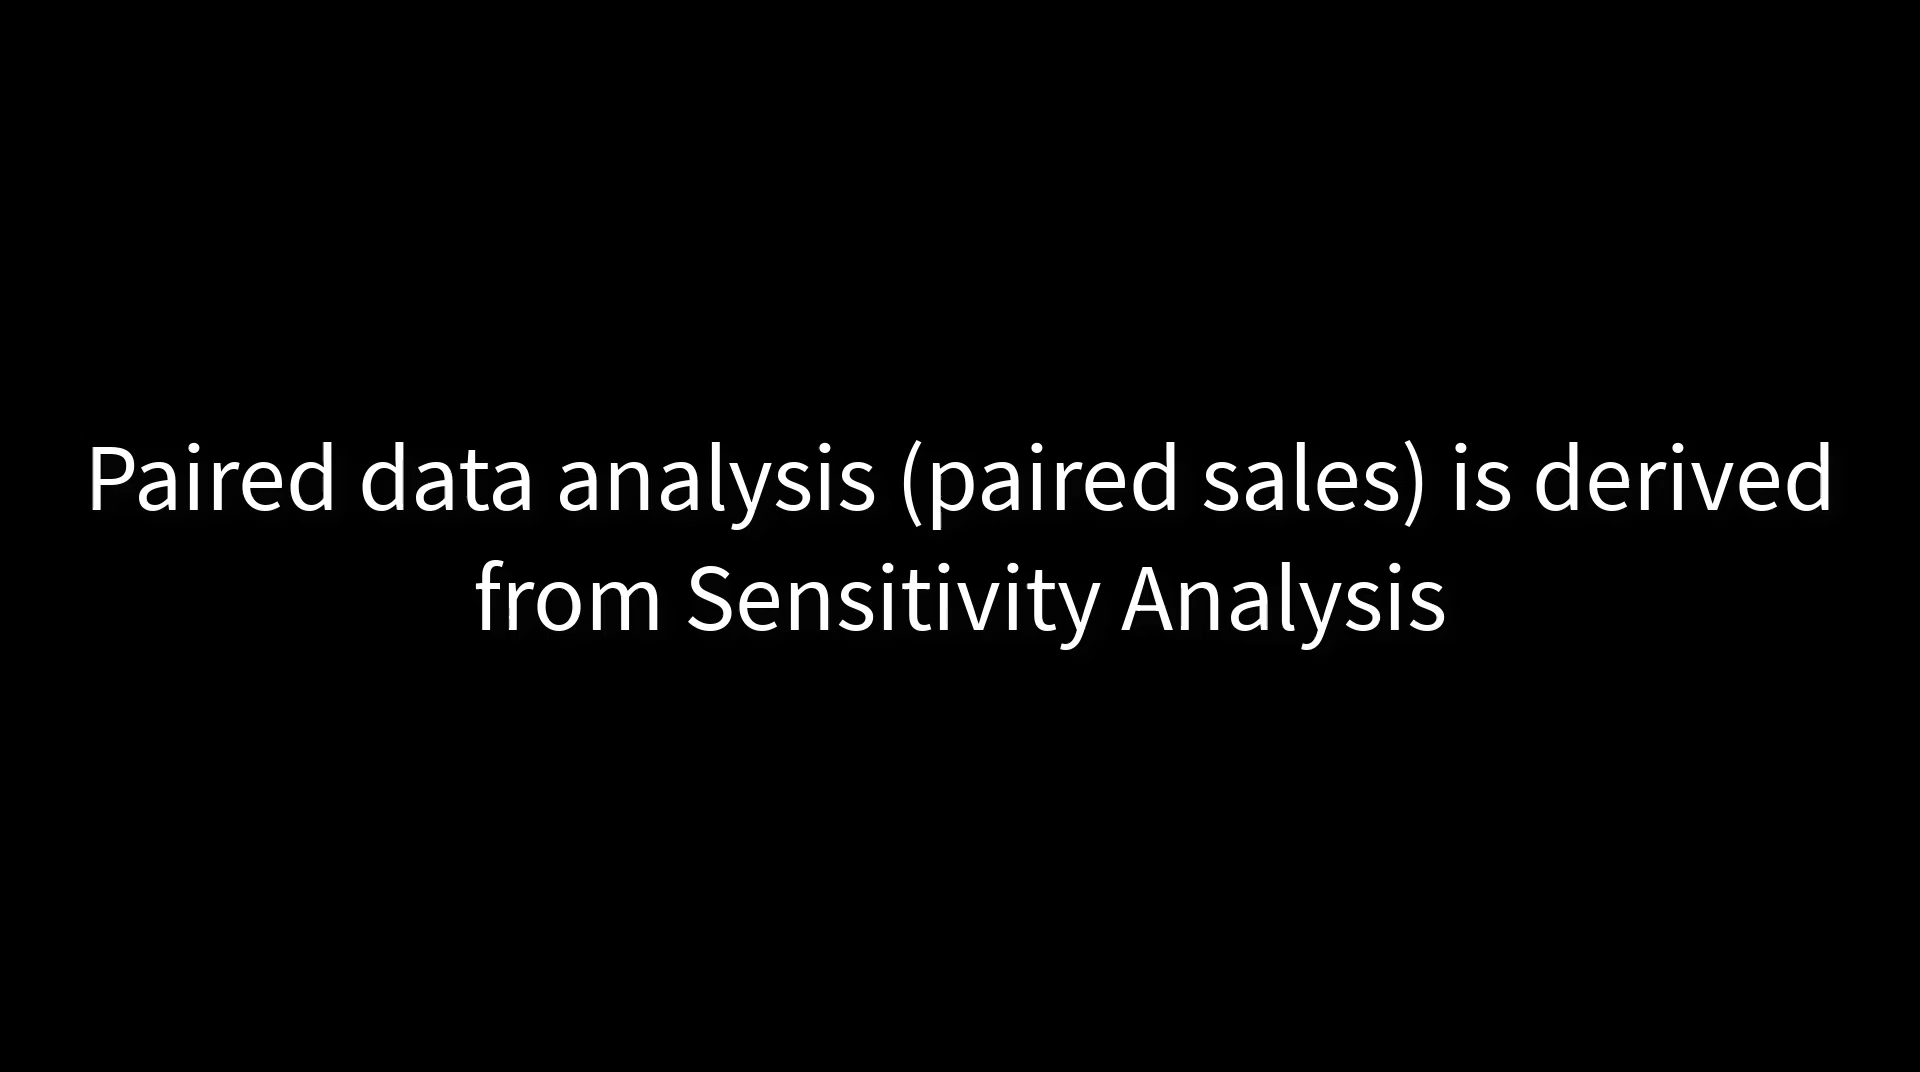 Paired data analysis (paired sales) is derived
from Sensitivity Analysis